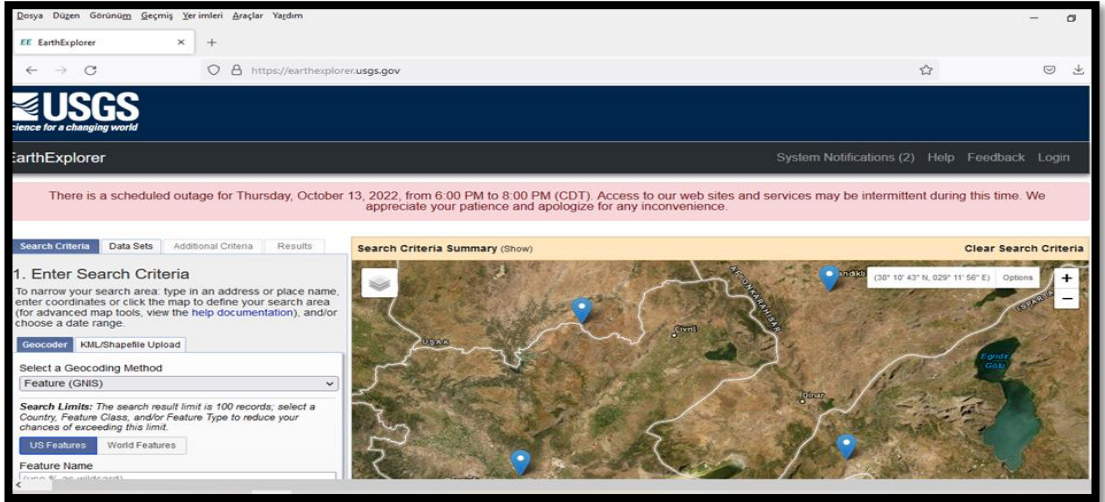 Dosya Düzen Görünüm Geçmiş Yer imleri Araçlar Yardım
EE EarthExplorer × +
https://earthexplorer.usgs.gov
USGS
science for a changing world
EarthExplorer
System Notifications (2) Help Feedback Login
There is a scheduled outage for Thursday, October 13, 2022, from 6:00 PM to 8:00 PM (CDT). Access to our web sites and services may be intermittent during this time. We
appreciate your patience and apologize for any inconvenience.
Search Criteria Data Sets Additional Criteria Results
1. Enter Search Criteria
To narrow your search area: type in an address or place name,
enter coordinates or click the map to define your search area
(for advanced map tools, view the help documentation), and/or
choose a date range.
Geocoder KML/Shapefile Upload
Select a Geocoding Method
Feature (GNIS)
Search Limits: The search result limit is 100 records; select a
Country, Feature Class, and/or Feature Type to reduce your
chances of exceeding this limit.
US Features World Features
Feature Name
(use % as wildcard)
Search Criteria Summary (Show)
Clear Search Criteria
(38° 10' 43" N, 029° 11' 56" E) Options
+
−
UŞAK
AFYONKARAHİSAR
Civril
Dinar
ISPARTA
Egridir
Gölü